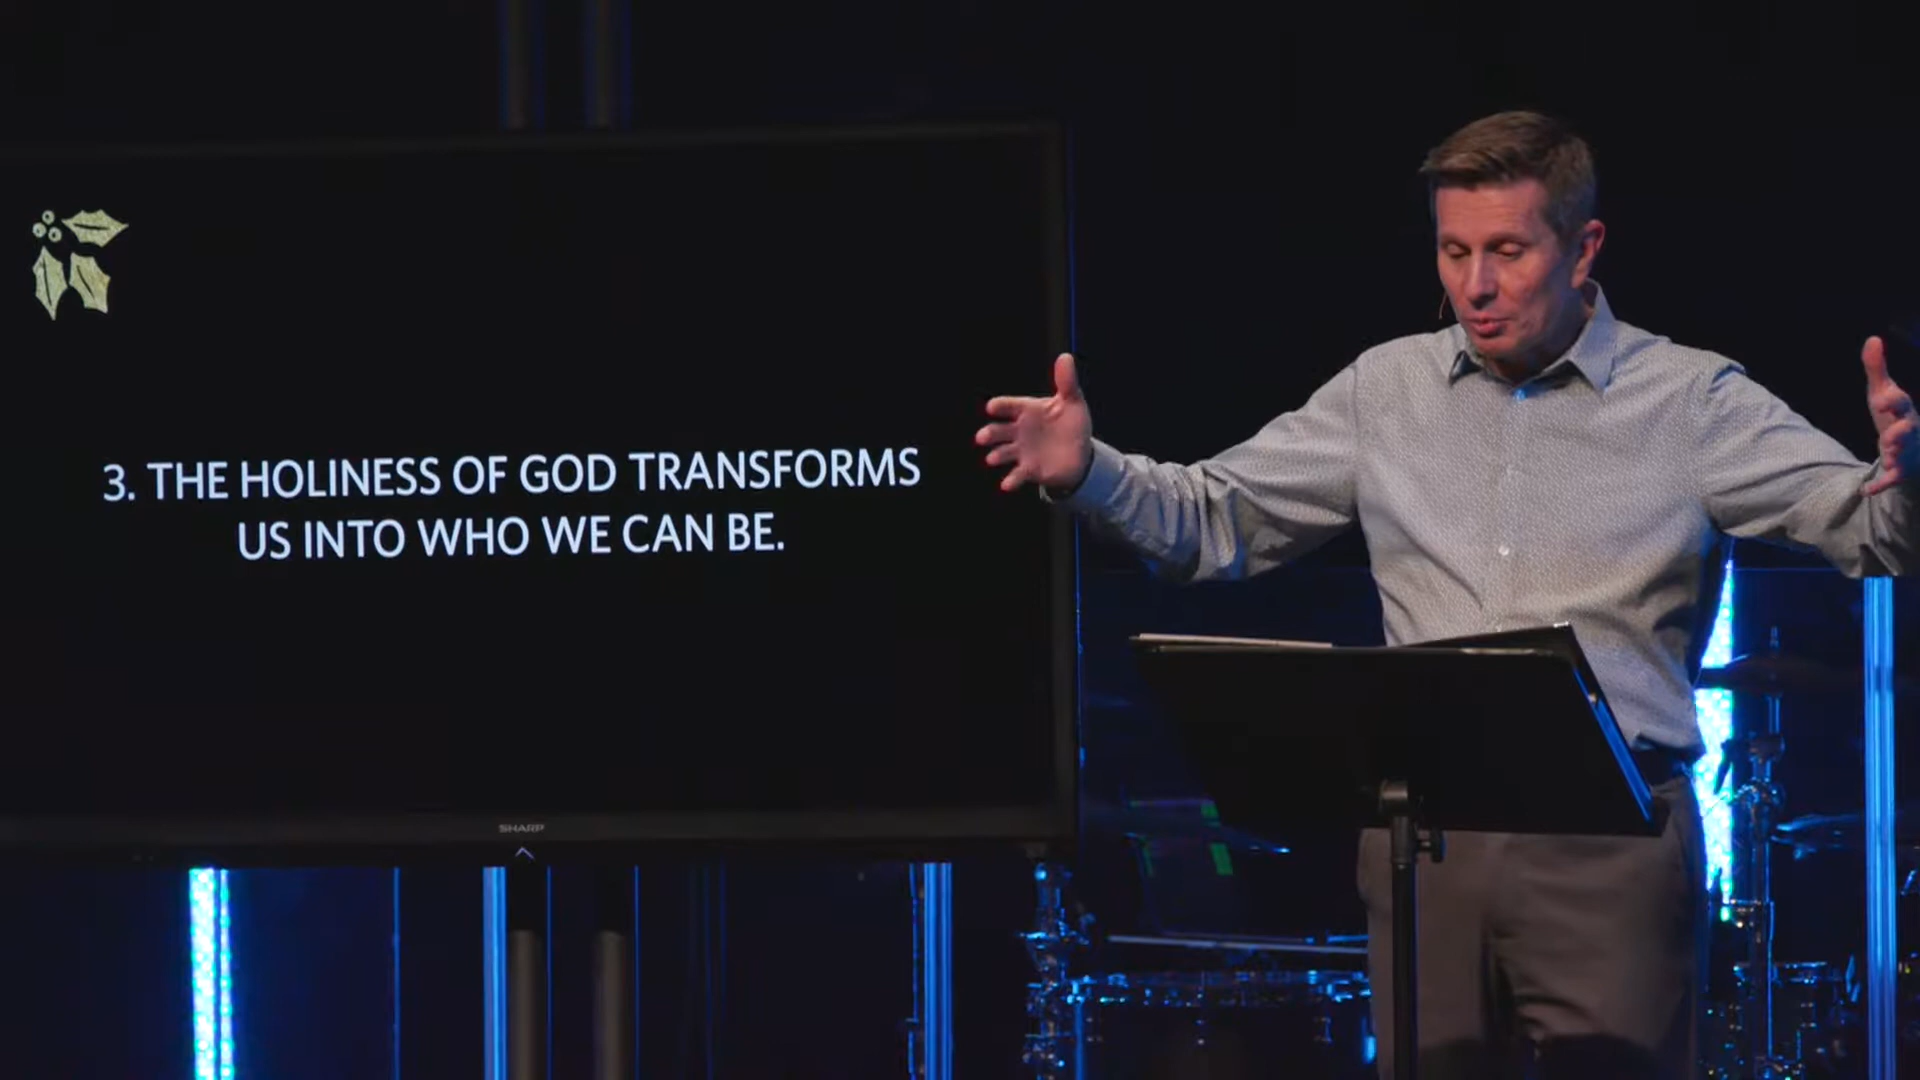 3. THE HOLINESS OF GOD TRANSFORMS
US INTO WHO WE CAN BE.
SHARP